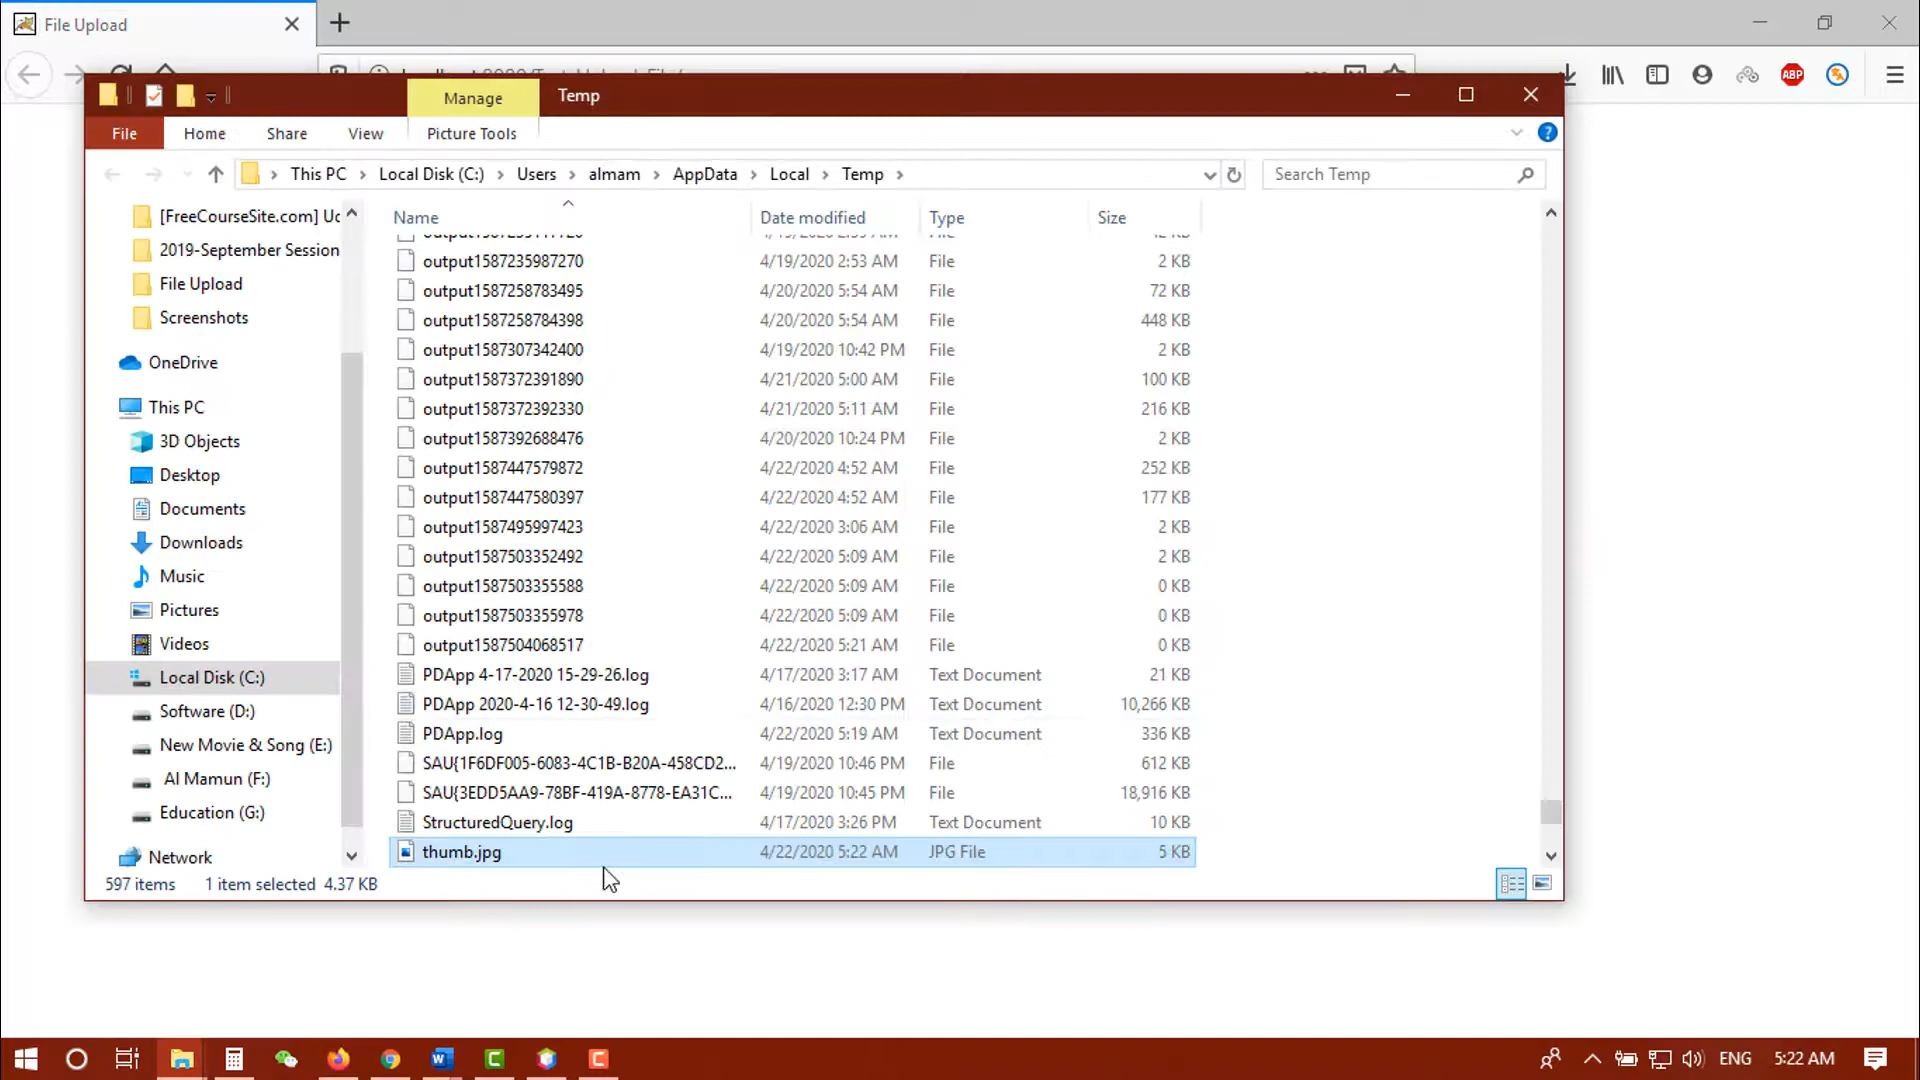 File Upload
Manage
Temp
File
Home
Share
View
Picture Tools
This PC
Local Disk (C:)
Users
almam
AppData
Local
Temp
Search Temp
ABP
[FreeCourseSite.com] Uc
2019-September Session
File Upload
Screenshots
OneDrive
This PC
3D Objects
Desktop
Documents
Downloads
Music
Pictures
Videos
Local Disk (C:)
Software (D:)
New Movie & Song (E:)
Al Mamun (F:)
Education (G:)
Network
Name Date modified Type Size
output1587235987270 4/19/2020 2:53 AM File 2 KB
output1587258783495 4/20/2020 5:54 AM File 72 KB
output1587258784398 4/20/2020 5:54 AM File 448 KB
output1587307342400 4/19/2020 10:42 PM File 2 KB
output1587372391890 4/21/2020 5:00 AM File 100 KB
output1587372392330 4/21/2020 5:11 AM File 216 KB
output1587392688476 4/20/2020 10:24 PM File 2 KB
output1587447579872 4/22/2020 4:52 AM File 252 KB
output1587447580397 4/22/2020 4:52 AM File 177 KB
output1587495997423 4/22/2020 3:06 AM File 2 KB
output1587503352492 4/22/2020 5:09 AM File 2 KB
output1587503355588 4/22/2020 5:09 AM File 0 KB
output1587503355978 4/22/2020 5:09 AM File 0 KB
output1587504068517 4/22/2020 5:21 AM File 0 KB
PDApp 4-17-2020 15-29-26.log 4/17/2020 3:17 AM Text Document 21 KB
PDApp 2020-4-16 12-30-49.log 4/16/2020 12:30 PM Text Document 10,266 KB
PDApp.log 4/22/2020 5:19 AM Text Document 336 KB
SAU{1F6DF005-6083-4C1B-B20A-458CD2... 4/19/2020 10:46 PM File 612 KB
SAU{3EDD5AA9-78BF-419A-8778-EA31C... 4/19/2020 10:45 PM File 18,916 KB
StructuredQuery.log 4/17/2020 3:26 PM Text Document 10 KB
thumb.jpg 4/22/2020 5:22 AM JPG File 5 KB
597 items 1 item selected 4.37 KB
ENG 5:22 AM